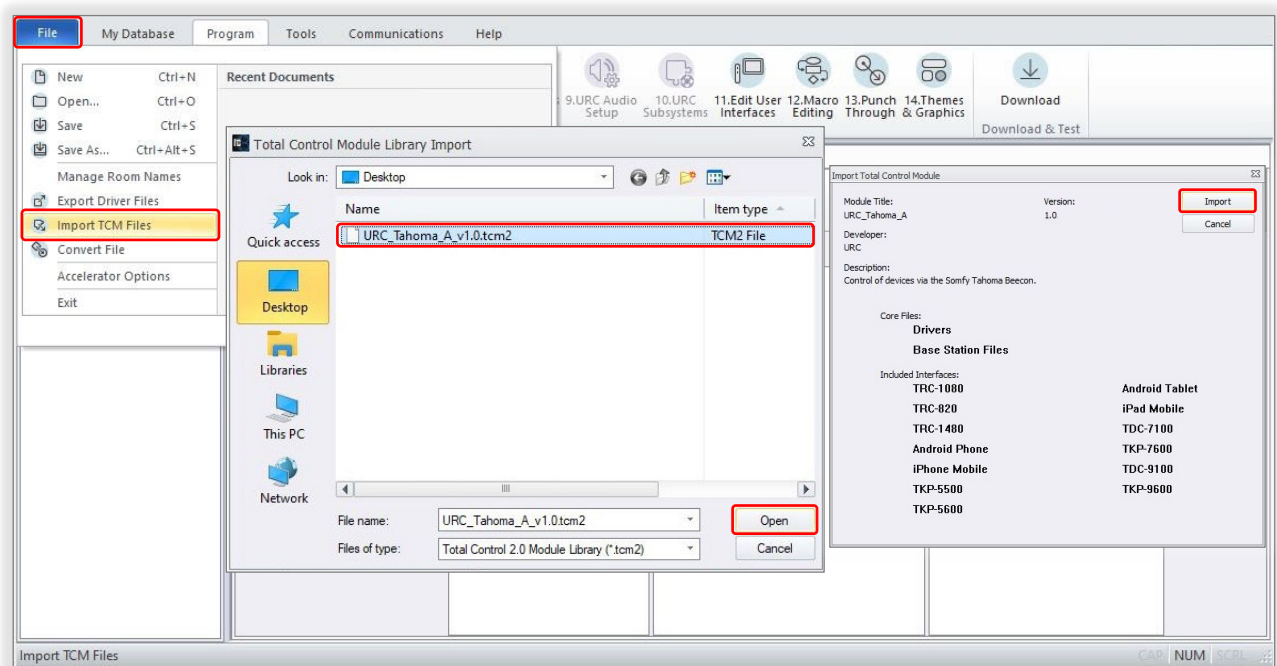 File My Database Program Tools Communications Help
New Ctrl+N
Open... Ctrl+O
Save Ctrl+S
Save As... Ctrl+Alt+S
Manage Room Names
Export Driver Files
Import TCM Files
Convert File
Accelerator Options
Exit
Recent Documents
9.URC Audio Setup
10.URC Subsystems
11.Edit User Interfaces
12.Macro Editing
13.Punch Through
14.Themes & Graphics
Download
Download & Test
Total Control Module Library Import
Look in: Desktop
Quick access
Desktop
Libraries
This PC
Network
Name Item type
URC_Tahoma_A_v1.0.tcm2 TCM2 File
File name: URC_Tahoma_A_v1.0.tcm2 Open
Files of type: Total Control 2.0 Module Library (*.tcm2) Cancel
Import Total Control Module
Module Title: Version: Import
URC_Tahoma_A 1.0
Cancel
Developer:
URC
Description:
Control of devices via the Somfy Tahoma Beecon.
Core Files:
Drivers
Base Station Files
Included Interfaces:
TRC-1080 Android Tablet
TRC-820 iPad Mobile
TRC-1480 TDC-7100
Android Phone TKP-7600
iPhone Mobile TDC-9100
TKP-5500 TKP-9600
TKP-5600
Import TCM Files CAP NUM SCRL